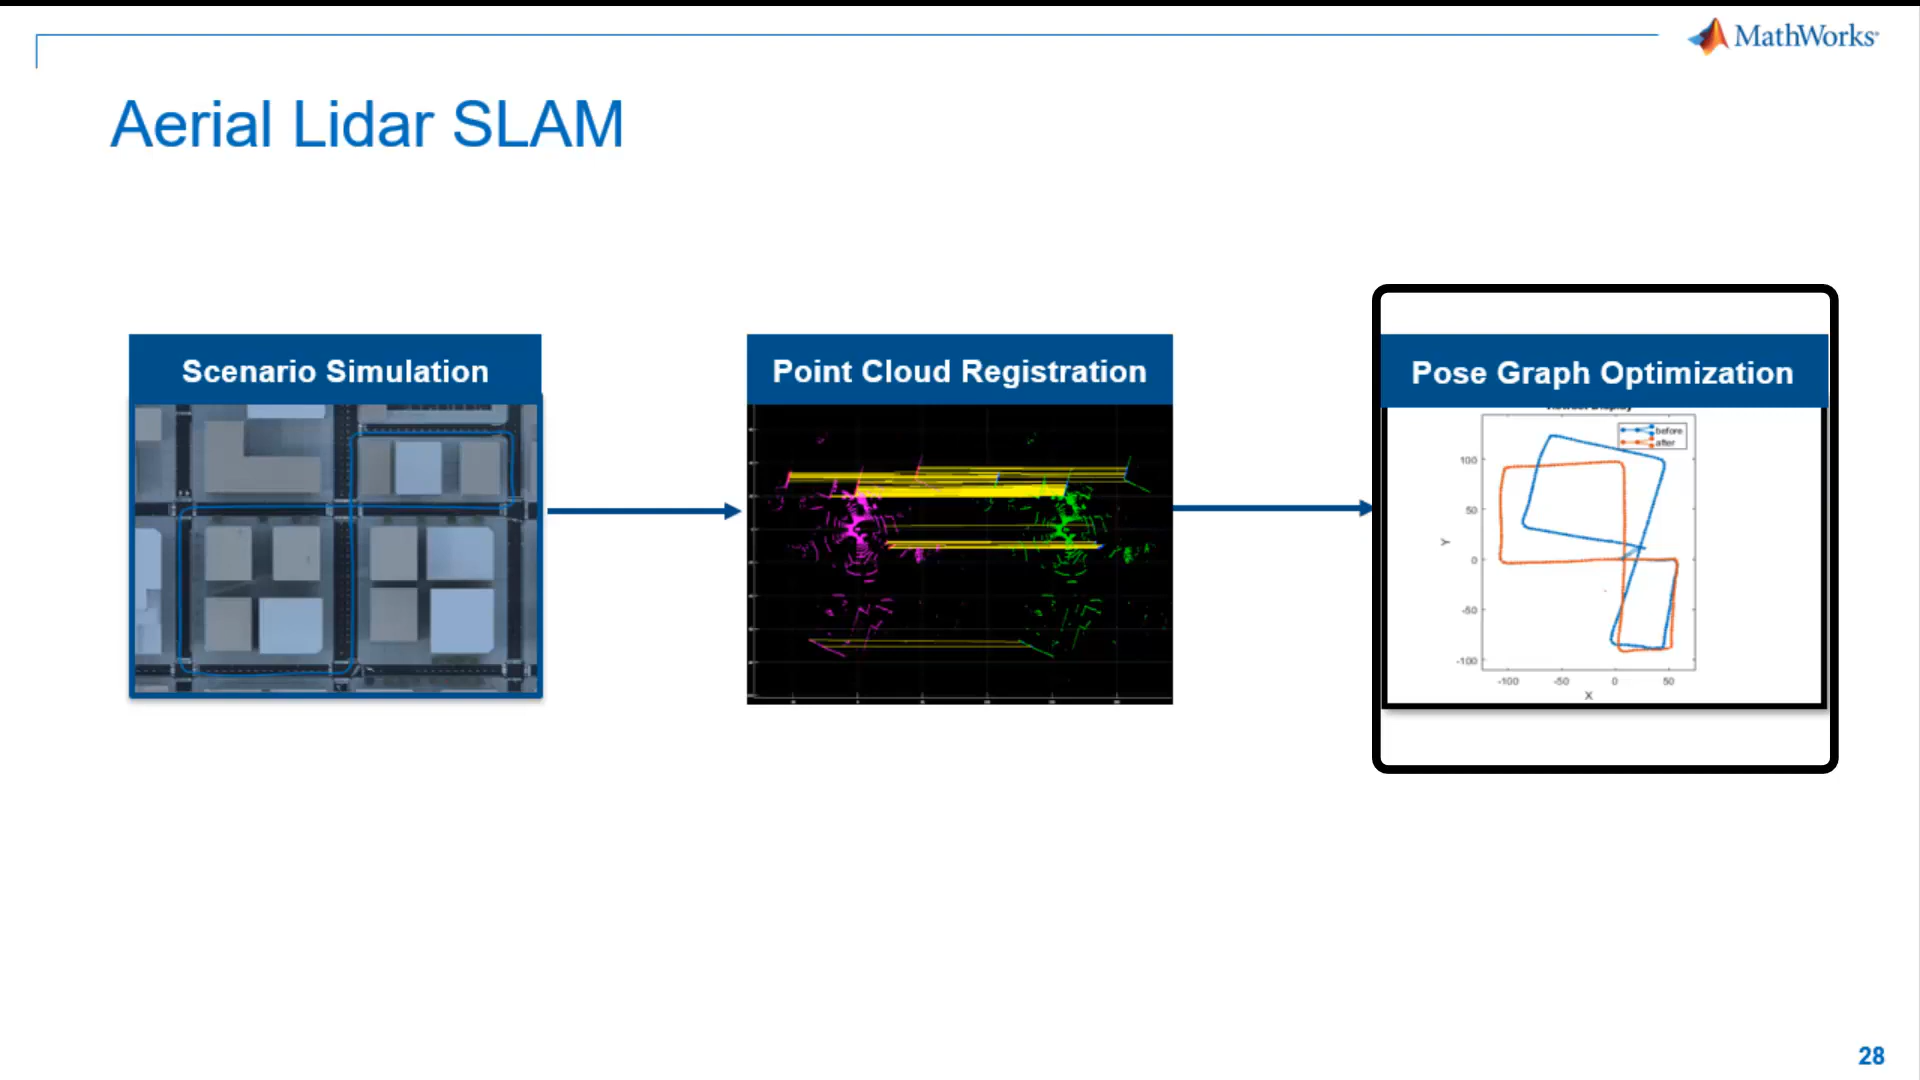 MathWorks
Aerial Lidar SLAM
Scenario Simulation
Point Cloud Registration
Pose Graph Optimization
before
after
100
50
0
-50
-100
Y
-100
-50
0
50
X
28